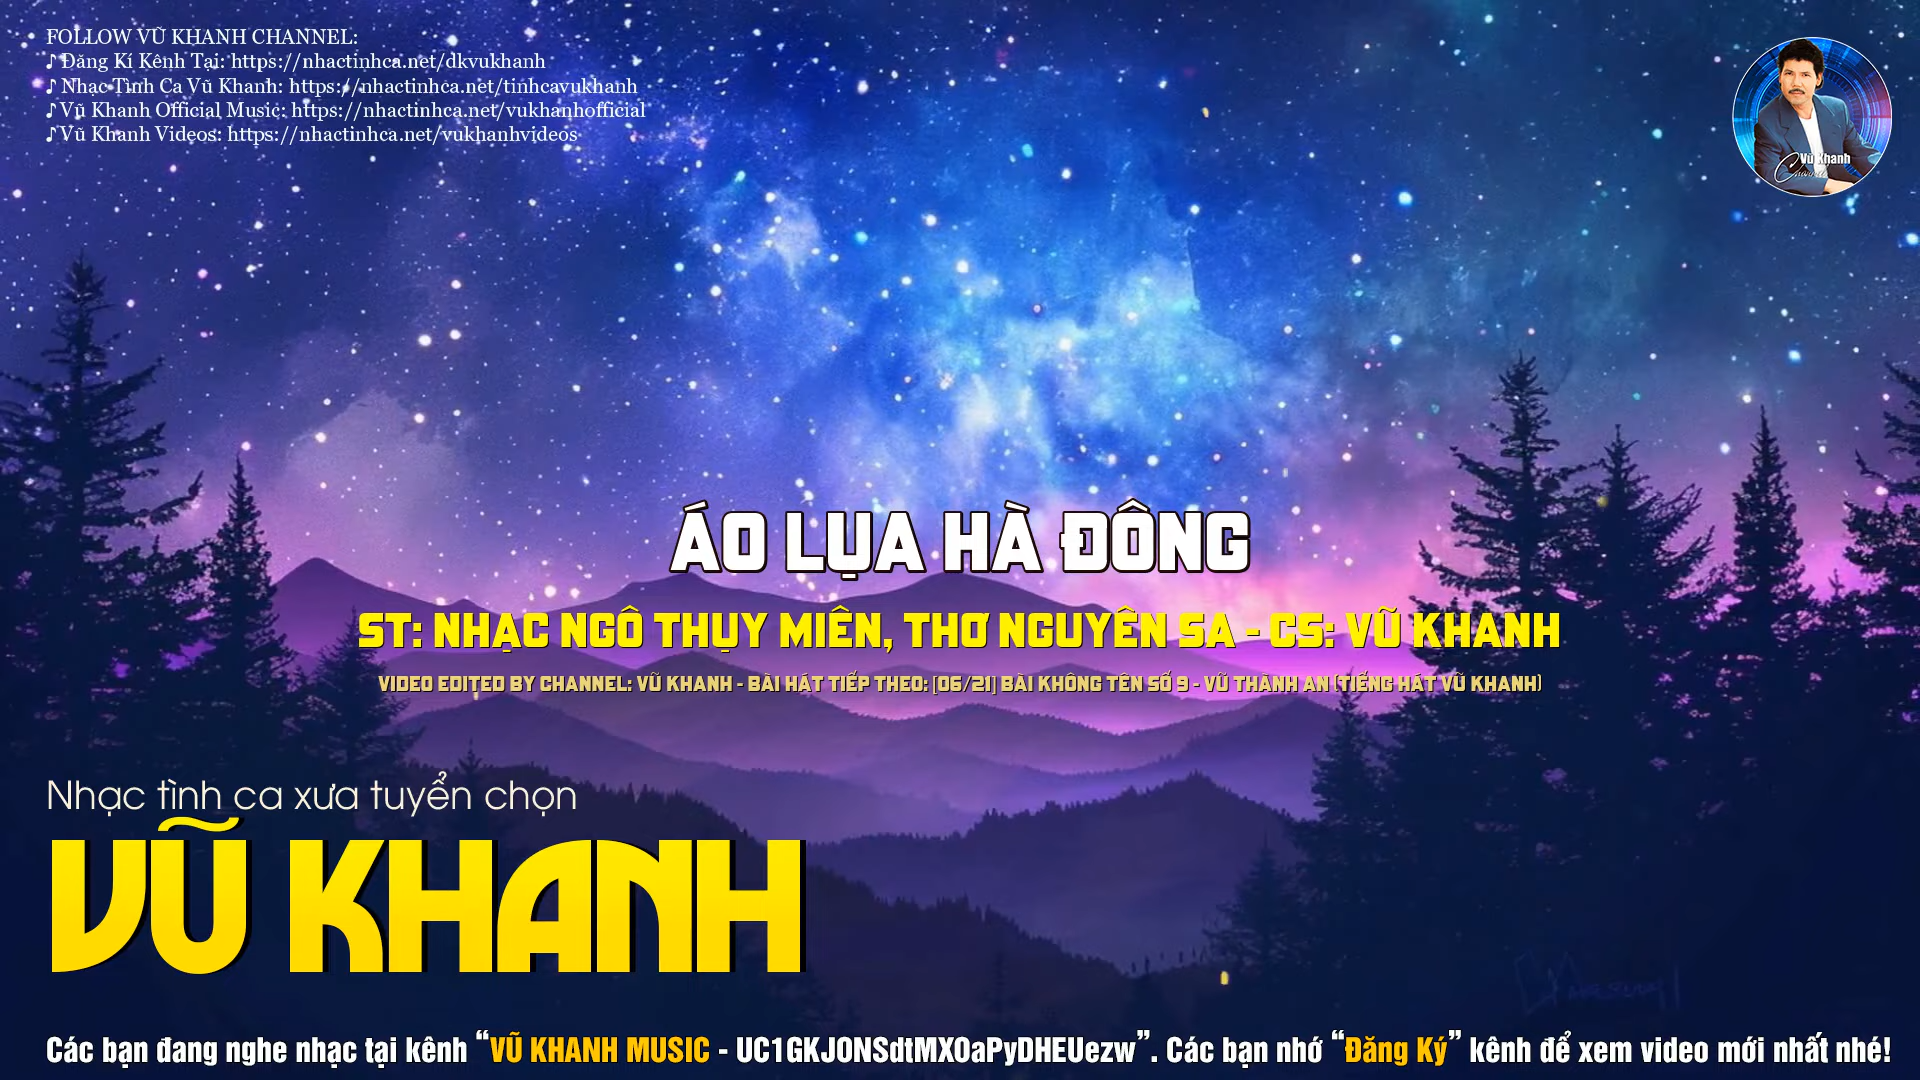 FOLLOW VŨ KHANH CHANNEL:
♪ Đăng Kí Kênh Tại: https://nhactinhca.net/dkvukhanh
♪ Nhạc Tình Ca Vũ Khanh: https://nhactinhca.net/tinhcavukhanh
♪ Vũ Khanh Official Music: https://nhactinhca.net/vukhanhofficial
♪ Vũ Khanh Videos: https://nhactinhca.net/vukhanhvideos
Vũ Khanh
Channel
ÁO LỤA HÀ ĐÔNG
ST: NHẠC NGÔ THỤY MIÊN, THƠ NGUYÊN SA - CS: VŨ KHANH
VIDEO EDITED BY CHANNEL: VŨ KHANH - BÀI HÁT TIẾP THEO: [06/21] BÀI KHÔNG TÊN SỐ 9 - VŨ THÀNH AN (TIẾNG HÁT VŨ KHANH)
Nhạc tình ca xưa tuyển chọn
VŨ KHANH
Các bạn đang nghe nhạc tại kênh “VŨ KHANH MUSIC - UC1GKJONSdtMXOaPyDHEUezw”. Các bạn nhớ “Đăng Ký” kênh để xem video mới nhất nhé!